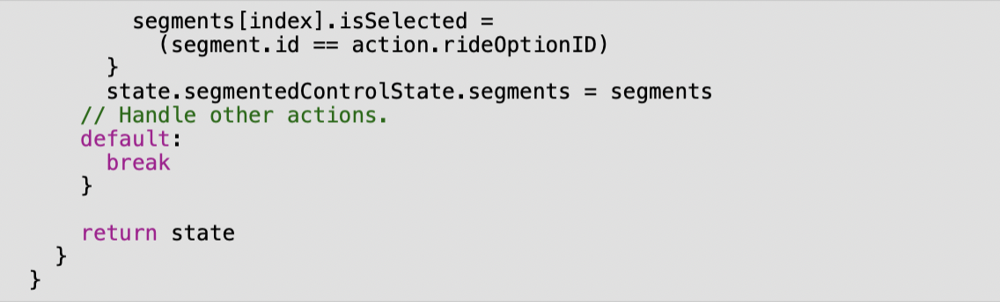 segments[index].isSelected =
(segment.id == action.rideOptionID)
}
state.segmentedControlState.segments = segments
// Handle other actions.
default:
break
}
return state
}
}